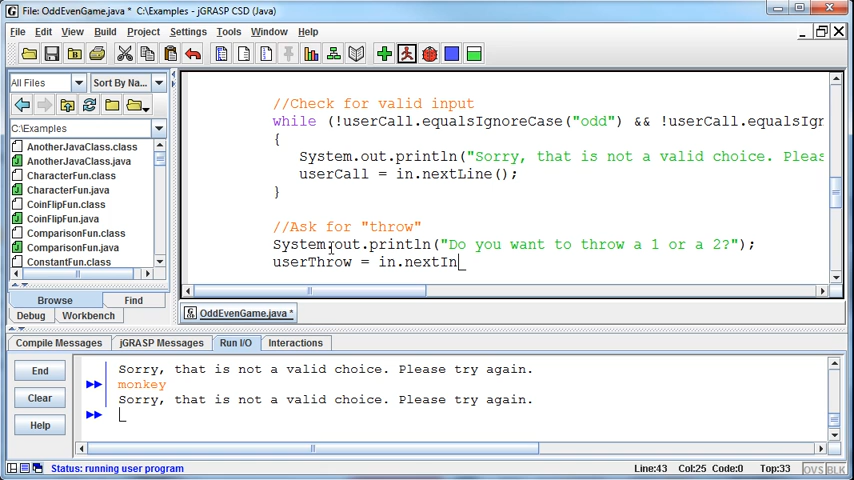 File: OddEvenGame.java * C:\Examples - jGRASP CSD (Java)
File Edit View Build Project Settings Tools Window Help
All Files Sort By Na...
C:\Examples
AnotherJavaClass.class
AnotherJavaClass.java
CharacterFun.class
CharacterFun.java
CoinFlipFun.class
CoinFlipFun.java
ComparisonFun.class
ComparisonFun.java
ConstantFun.class
Browse Find
Debug Workbench
//Check for valid input
while (!userCall.equalsIgnoreCase("odd") && !userCall.equalsIgn
{
System.out.println("Sorry, that is not a valid choice. Pleas
userCall = in.nextLine();
}
//Ask for "throw"
System.out.println("Do you want to throw a 1 or a 2?");
userThrow = in.nextIn
OddEvenGame.java *
Compile Messages jGRASP Messages Run I/O Interactions
End
Clear
Help
Sorry, that is not a valid choice. Please try again.
monkey
Sorry, that is not a valid choice. Please try again.
Status: running user program
Line:43 Col:25 Code:0 Top:33 OVS BLK